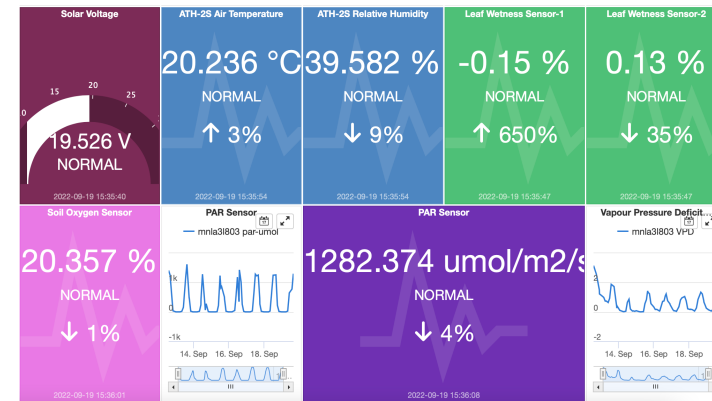 Solar Voltage
15
20
25
0
19.526 V
NORMAL
2022-09-19 15:35:40
ATH-2S Air Temperature
20.236 °C
NORMAL
↑ 3%
2022-09-19 15:35:54
ATH-2S Relative Humidity
39.582 %
NORMAL
↓ 9%
2022-09-19 15:35:54
Leaf Wetness Sensor-1
-0.15 %
NORMAL
↑ 650%
2022-09-19 15:35:47
Leaf Wetness Sensor-2
0.13 %
NORMAL
↓ 35%
2022-09-19 15:35:47
Soil Oxygen Sensor
20.357 %
NORMAL
↓ 1%
2022-09-19 15:36:01
PAR Sensor
mnla3l803 par-umol
1k
0
-1k
14. Sep 16. Sep 18. Sep
PAR Sensor
1282.374 umol/m2/s
NORMAL
↓ 4%
2022-09-19 15:36:08
Vapour Pressure Deficit...
mnla3l803 VPD
2
0
-2
14. Sep 16. Sep 18. Sep